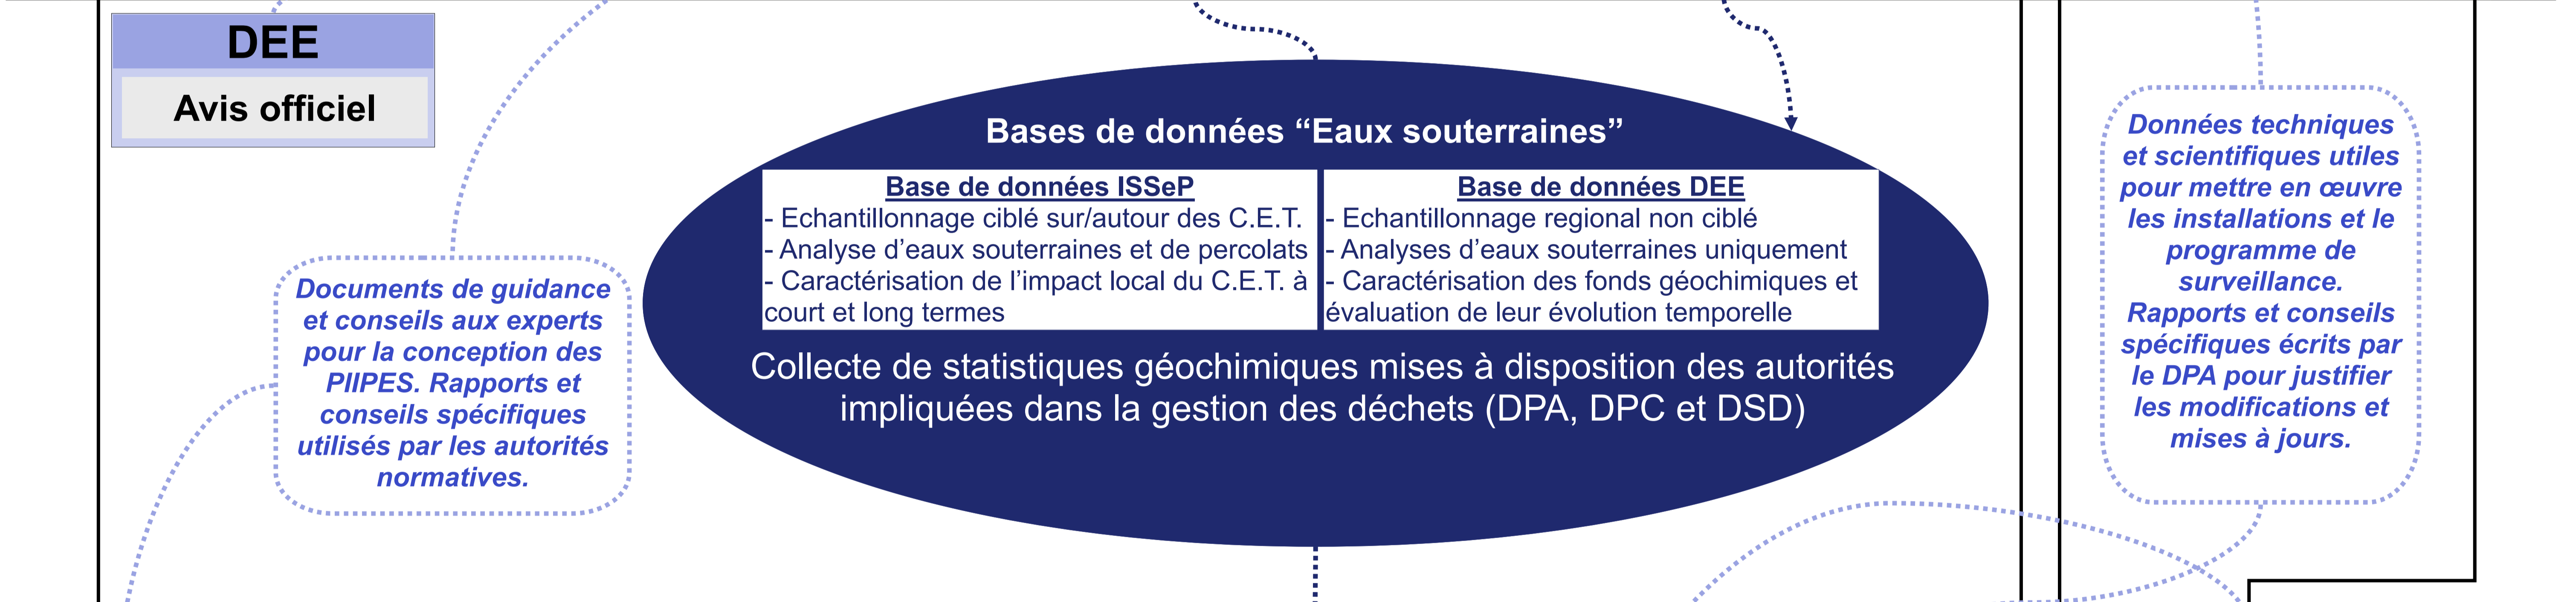 DEE
Avis officiel
Documents de guidance
et conseils aux experts
pour la conception des
PIIPES. Rapports et
conseils spécifiques
utilisés par les autorités
normatives.
Bases de données “Eaux souterraines”
Base de données ISSeP
- Echantillonnage ciblé sur/autour des C.E.T.
- Analyse d’eaux souterraines et de percolats
- Caractérisation de l’impact local du C.E.T. à
court et long termes
Base de données DEE
- Echantillonnage regional non ciblé
- Analyses d’eaux souterraines uniquement
- Caractérisation des fonds géochimiques et
évaluation de leur évolution temporelle
Collecte de statistiques géochimiques mises à disposition des autorités
impliquées dans la gestion des déchets (DPA, DPC et DSD)
Données techniques
et scientifiques utiles
pour mettre en œuvre
les installations et le
programme de
surveillance.
Rapports et conseils
spécifiques écrits par
le DPA pour justifier
les modifications et
mises à jours.